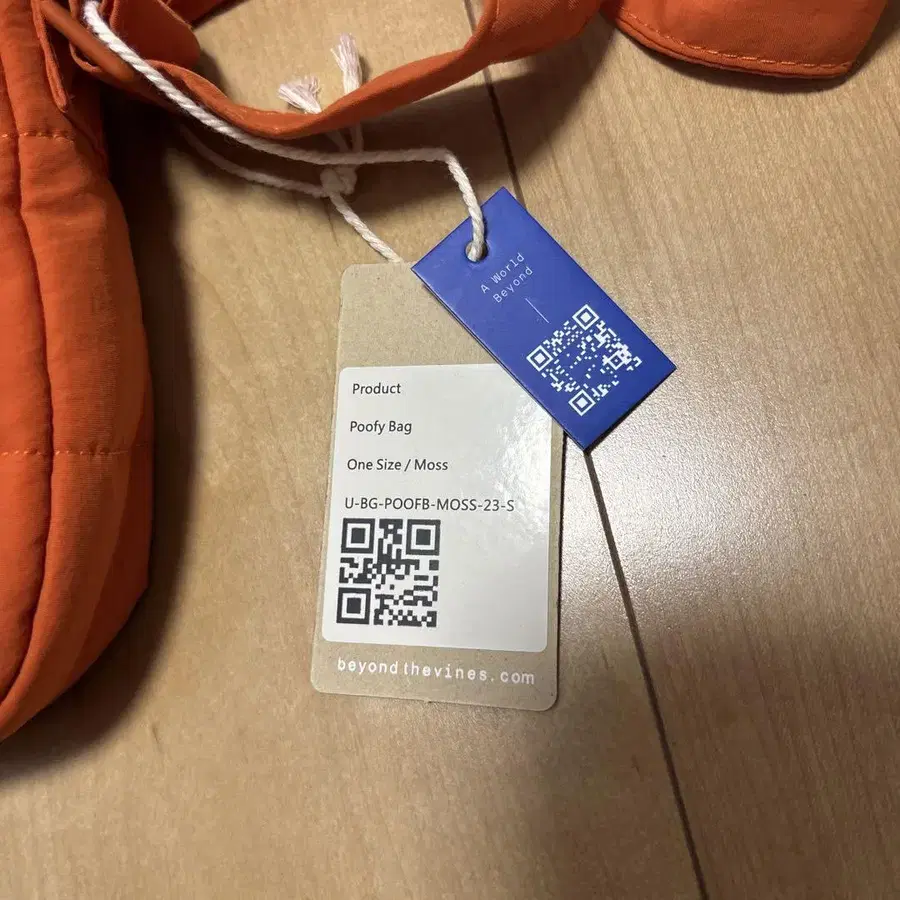 A World
Beyond
Product
Poofy Bag
One Size / Moss
U-BG-POOFB-MOSS-23-S
beyondthevines.com